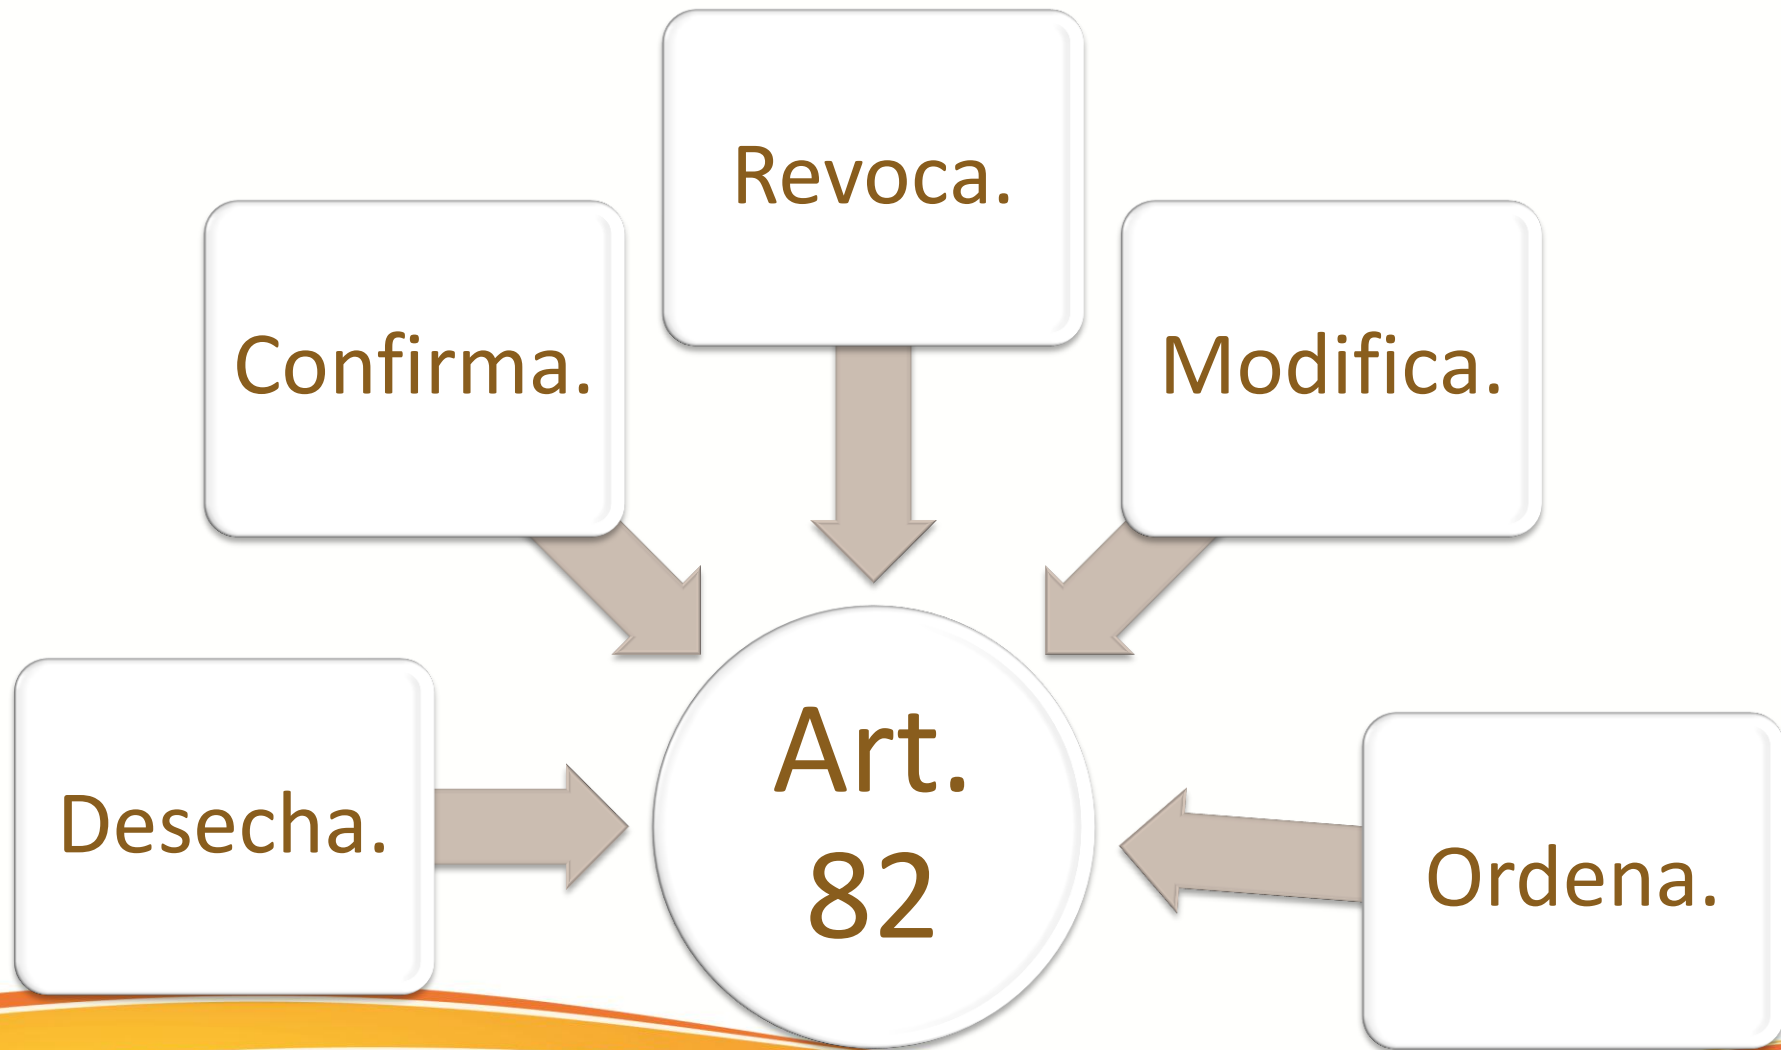 Revoca.
Confirma.
Modifica.
Desecha.
Art.
82
Ordena.